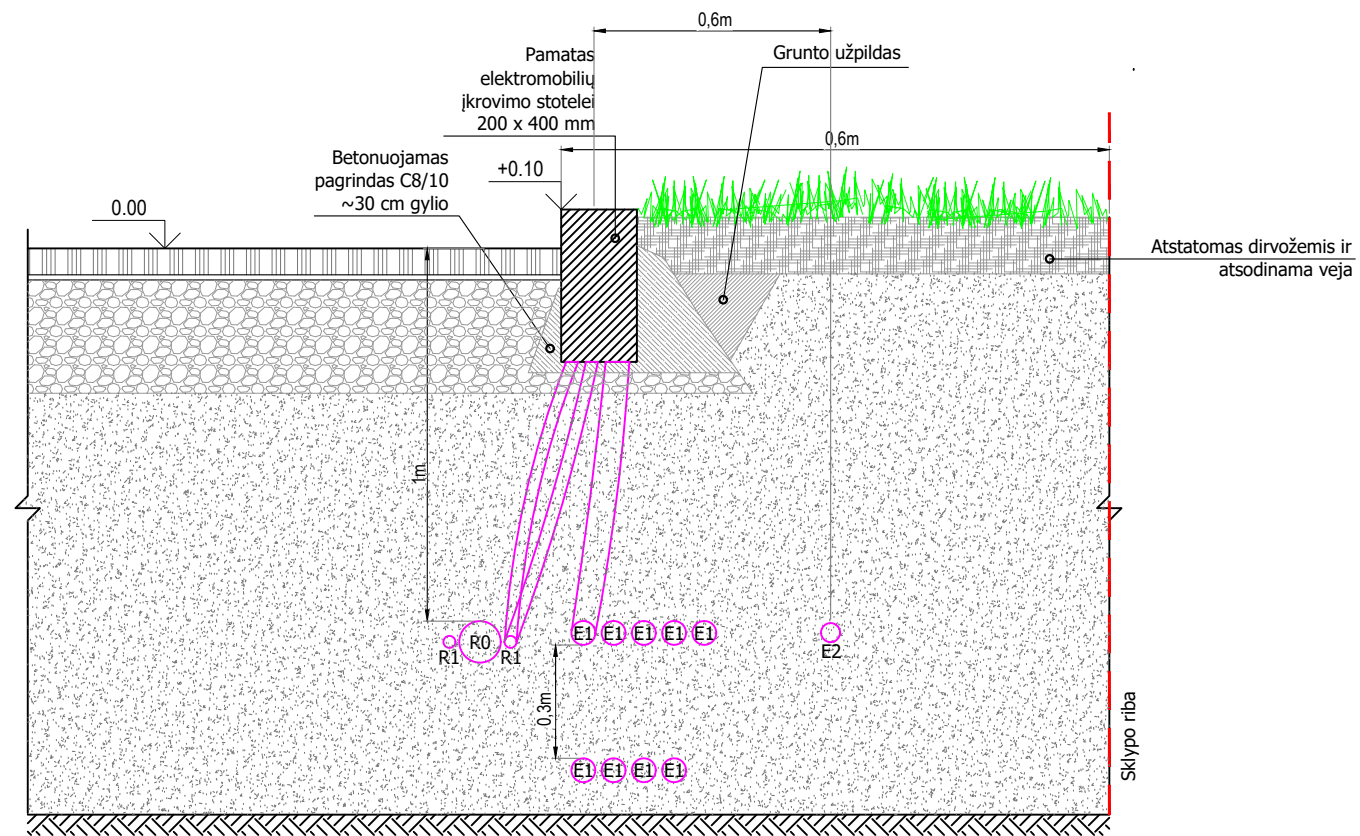 0,6m
Pamatas
elektromobilių
įkrovimo stotelei
200 x 400 mm
Grunto užpildas
0,6m
Betonuojamas
pagrindas C8/10
~30 cm gylio
+0.10
0.00
Atstatomas dirvožemis ir
atsodinama veja
1m
R1
R0
R1
E1
E1
E1
E1
E1
E2
0,3m
E1
E1
E1
E1
Sklypo riba